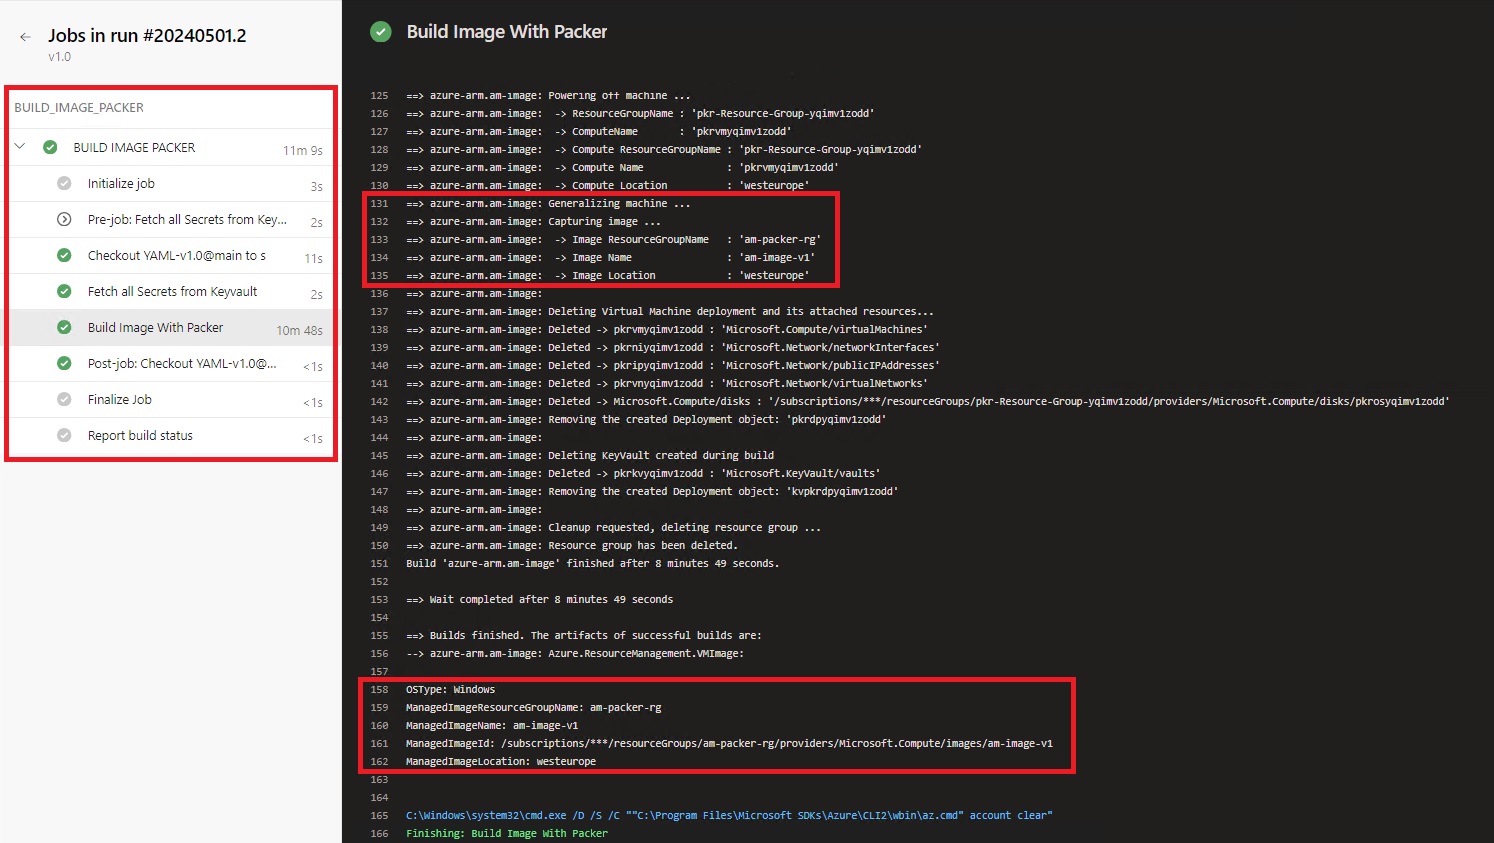 Jobs in run #20240501.2
v1.0
BUILD_IMAGE_PACKER
BUILD IMAGE PACKER 11m 9s
Initialize job 3s
Pre-job: Fetch all Secrets from Key... 2s
Checkout YAML-v1.0@main to s 11s
Fetch all Secrets from Keyvault 2s
Build Image With Packer 10m 48s
Post-job: Checkout YAML-v1.0@... <1s
Finalize Job <1s
Report build status <1s
Build Image With Packer
125 ==> azure-arm.am-image: Powering off machine ...
126 ==> azure-arm.am-image:  -> ResourceGroupName : 'pkr-Resource-Group-yqimv1zodd'
127 ==> azure-arm.am-image:  -> ComputeName       : 'pkrvmyqimv1zodd'
128 ==> azure-arm.am-image:  -> Compute ResourceGroupName : 'pkr-Resource-Group-yqimv1zodd'
129 ==> azure-arm.am-image:  -> Compute Name              : 'pkrvmyqimv1zodd'
130 ==> azure-arm.am-image:  -> Compute Location          : 'westeurope'
131 ==> azure-arm.am-image: Generalizing machine ...
132 ==> azure-arm.am-image: Capturing image ...
133 ==> azure-arm.am-image:  -> Image ResourceGroupName   : 'am-packer-rg'
134 ==> azure-arm.am-image:  -> Image Name                : 'am-image-v1'
135 ==> azure-arm.am-image:  -> Image Location            : 'westeurope'
136 ==> azure-arm.am-image:
137 ==> azure-arm.am-image: Deleting Virtual Machine deployment and its attached resources...
138 ==> azure-arm.am-image: Deleted -> pkrvmyqimv1zodd : 'Microsoft.Compute/virtualMachines'
139 ==> azure-arm.am-image: Deleted -> pkrniyqimv1zodd : 'Microsoft.Network/networkInterfaces'
140 ==> azure-arm.am-image: Deleted -> pkripyqimv1zodd : 'Microsoft.Network/publicIPAddresses'
141 ==> azure-arm.am-image: Deleted -> pkrvnyqimv1zodd : 'Microsoft.Network/virtualNetworks'
142 ==> azure-arm.am-image: Deleted -> Microsoft.Compute/disks : '/subscriptions/***/resourceGroups/pkr-Resource-Group-yqimv1zodd/providers/Microsoft.Compute/disks/pkrosyqimv1zodd'
143 ==> azure-arm.am-image: Removing the created Deployment object: 'pkrdpyqimv1zodd'
144 ==> azure-arm.am-image:
145 ==> azure-arm.am-image: Deleting KeyVault created during build
146 ==> azure-arm.am-image: Deleted -> pkrkvyqimv1zodd : 'Microsoft.KeyVault/vaults'
147 ==> azure-arm.am-image: Removing the created Deployment object: 'kvpkrdpyqimv1zodd'
148 ==> azure-arm.am-image:
149 ==> azure-arm.am-image: Cleanup requested, deleting resource group ...
150 ==> azure-arm.am-image: Resource group has been deleted.
151 Build 'azure-arm.am-image' finished after 8 minutes 49 seconds.
152
153 ==> Wait completed after 8 minutes 49 seconds
154
155 ==> Builds finished. The artifacts of successful builds are:
156 --> azure-arm.am-image: Azure.ResourceManagement.VMImage:
157
158 OSType: Windows
159 ManagedImageResourceGroupName: am-packer-rg
160 ManagedImageName: am-image-v1
161 ManagedImageId: /subscriptions/***/resourceGroups/am-packer-rg/providers/Microsoft.Compute/images/am-image-v1
162 ManagedImageLocation: westeurope
163
164
165 C:\Windows\system32\cmd.exe /D /S /C ""C:\Program Files\Microsoft SDKs\Azure\CLI2\wbin\az.cmd" account clear"
166 Finishing: Build Image With Packer